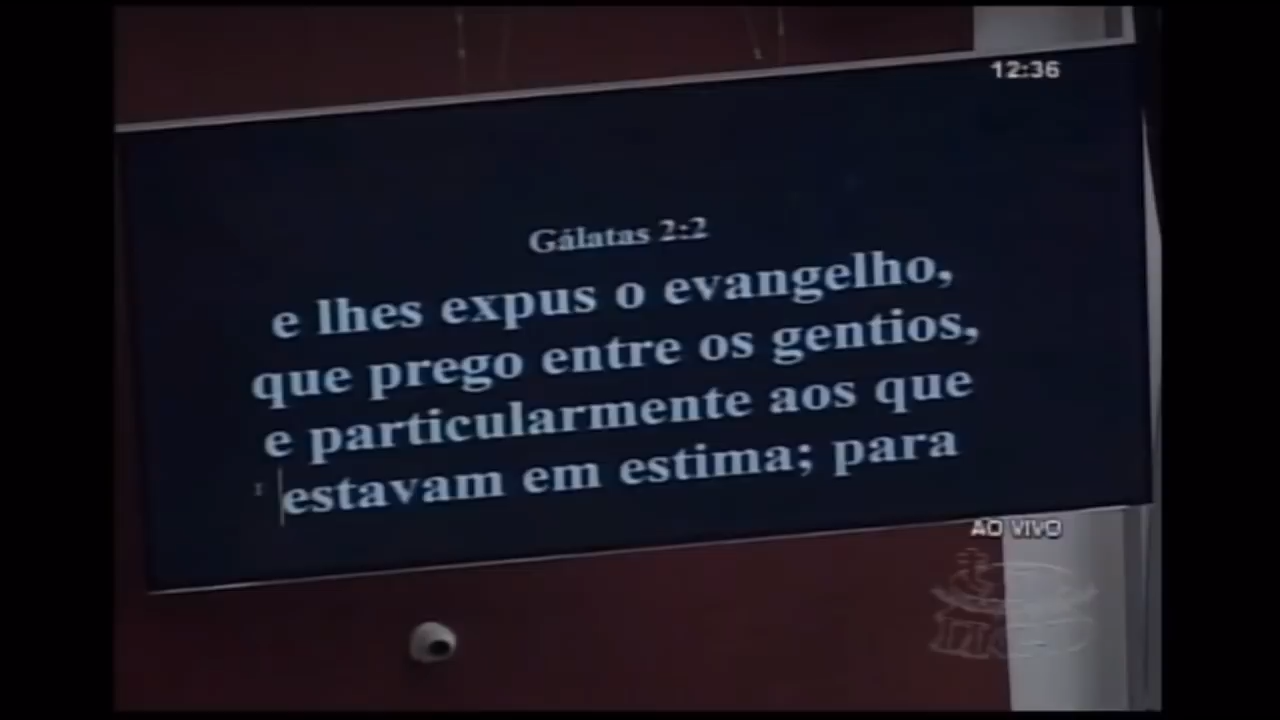 12:36
Gálatas 2:2
e lhes expus o evangelho,
que prego entre os gentios,
e particularmente aos que
estavam em estima; para
AO VIVO